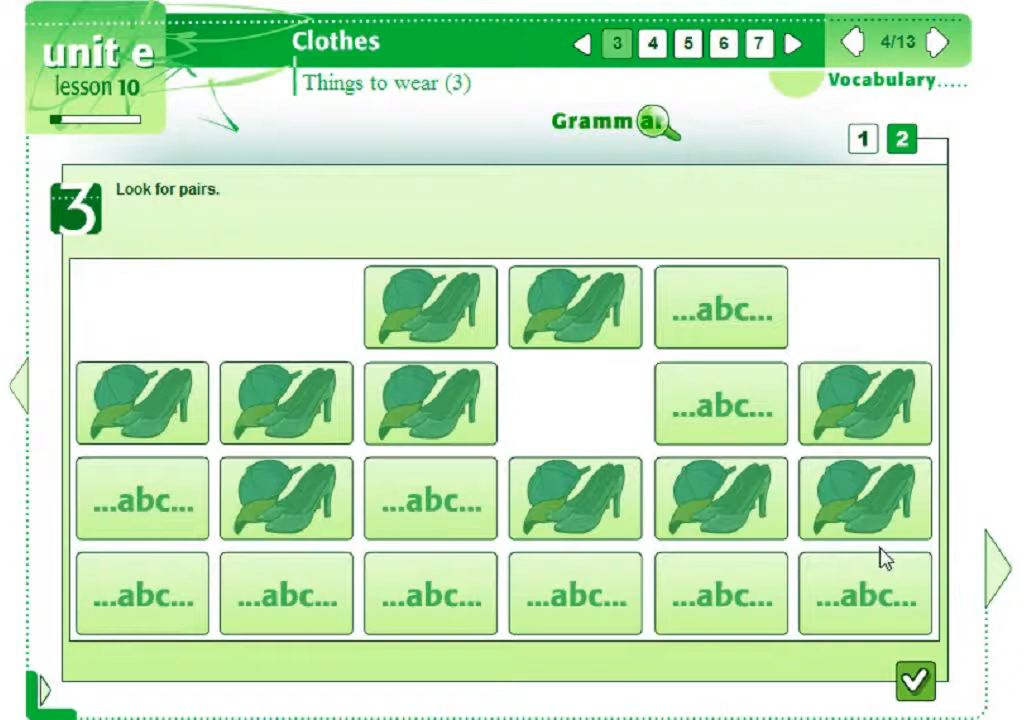 unit e
lesson 10
Clothes
3 4 5 6 7
4/13
Things to wear (3)
Vocabulary.....
Grammar
1 2
3
Look for pairs.
...abc...
...abc...
...abc... ...abc...
...abc... ...abc... ...abc... ...abc... ...abc... ...abc...